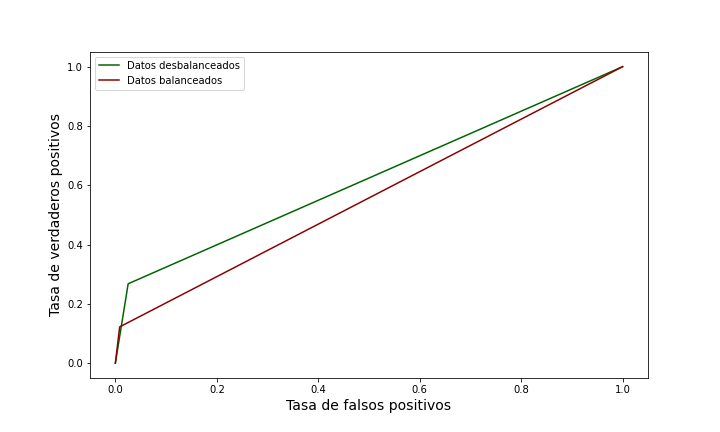 Datos desbalanceados
Datos balanceados
1.0
0.8
0.6
0.4
0.2
0.0
Tasa de verdaderos positivos
0.0 0.2 0.4 0.6 0.8 1.0
Tasa de falsos positivos